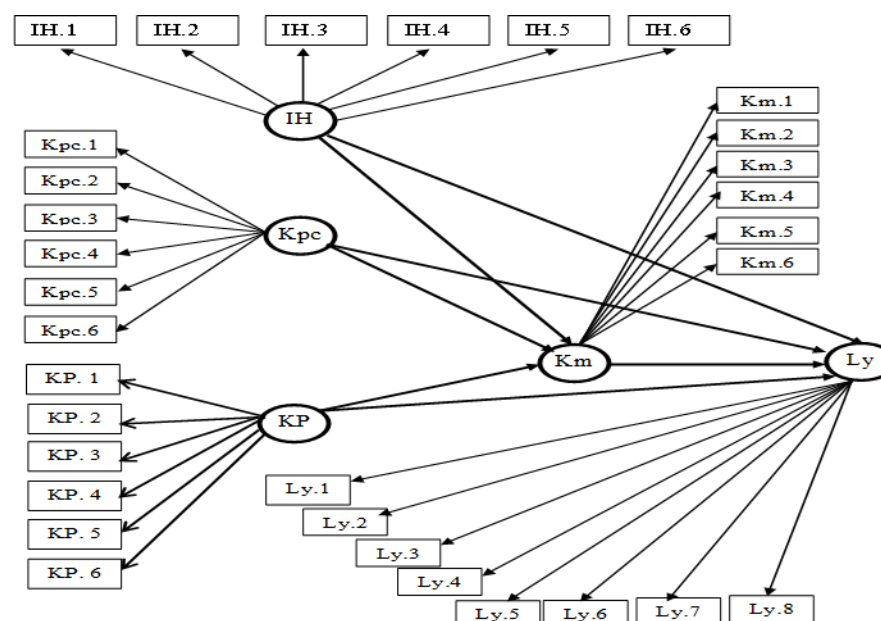 IH.1 IH.2 IH.3 IH.4 IH.5 IH.6
IH
Kpc.1
Kpc.2
Kpc.3
Kpc.4
Kpc.5
Kpc.6
Kpc
Km.1
Km.2
Km.3
Km.4
Km.5
Km.6
Km
Ly
KP. 1
KP. 2
KP. 3
KP. 4
KP. 5
KP. 6
KP
Ly.1
Ly.2
Ly.3
Ly.4
Ly.5
Ly.6
Ly.7
Ly.8